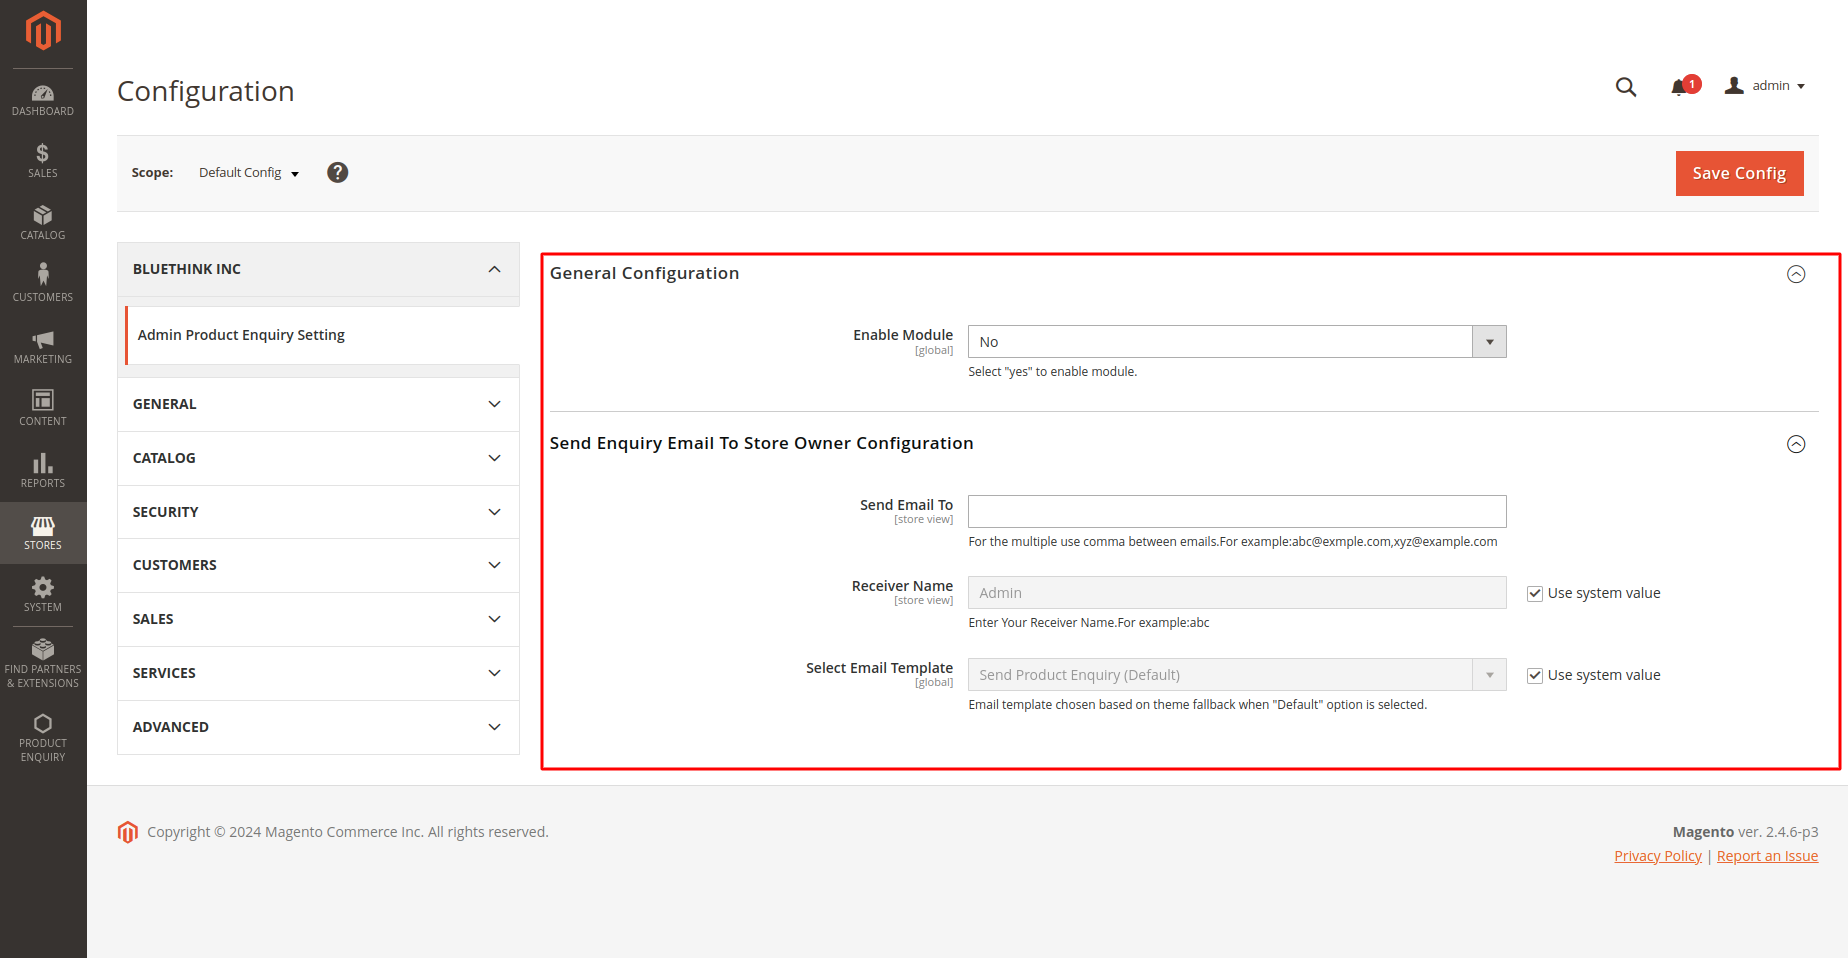 DASHBOARD
SALES
CATALOG
CUSTOMERS
MARKETING
CONTENT
REPORTS
STORES
SYSTEM
FIND PARTNERS
& EXTENSIONS
PRODUCT
ENQUIRY
Configuration
1
admin
Scope: Default Config ?
Save Config
BLUETHINK INC
Admin Product Enquiry Setting
GENERAL
CATALOG
SECURITY
CUSTOMERS
SALES
SERVICES
ADVANCED
General Configuration
Enable Module
[global]
No
Select "yes" to enable module.
Send Enquiry Email To Store Owner Configuration
Send Email To
[store view]
For the multiple use comma between emails.For example:abc@exmple.com,xyz@example.com
Receiver Name
[store view]
Admin
Use system value
Enter Your Receiver Name.For example:abc
Select Email Template
[global]
Send Product Enquiry (Default)
Use system value
Email template chosen based on theme fallback when "Default" option is selected.
Copyright © 2024 Magento Commerce Inc. All rights reserved.
Magento ver. 2.4.6-p3
Privacy Policy | Report an Issue